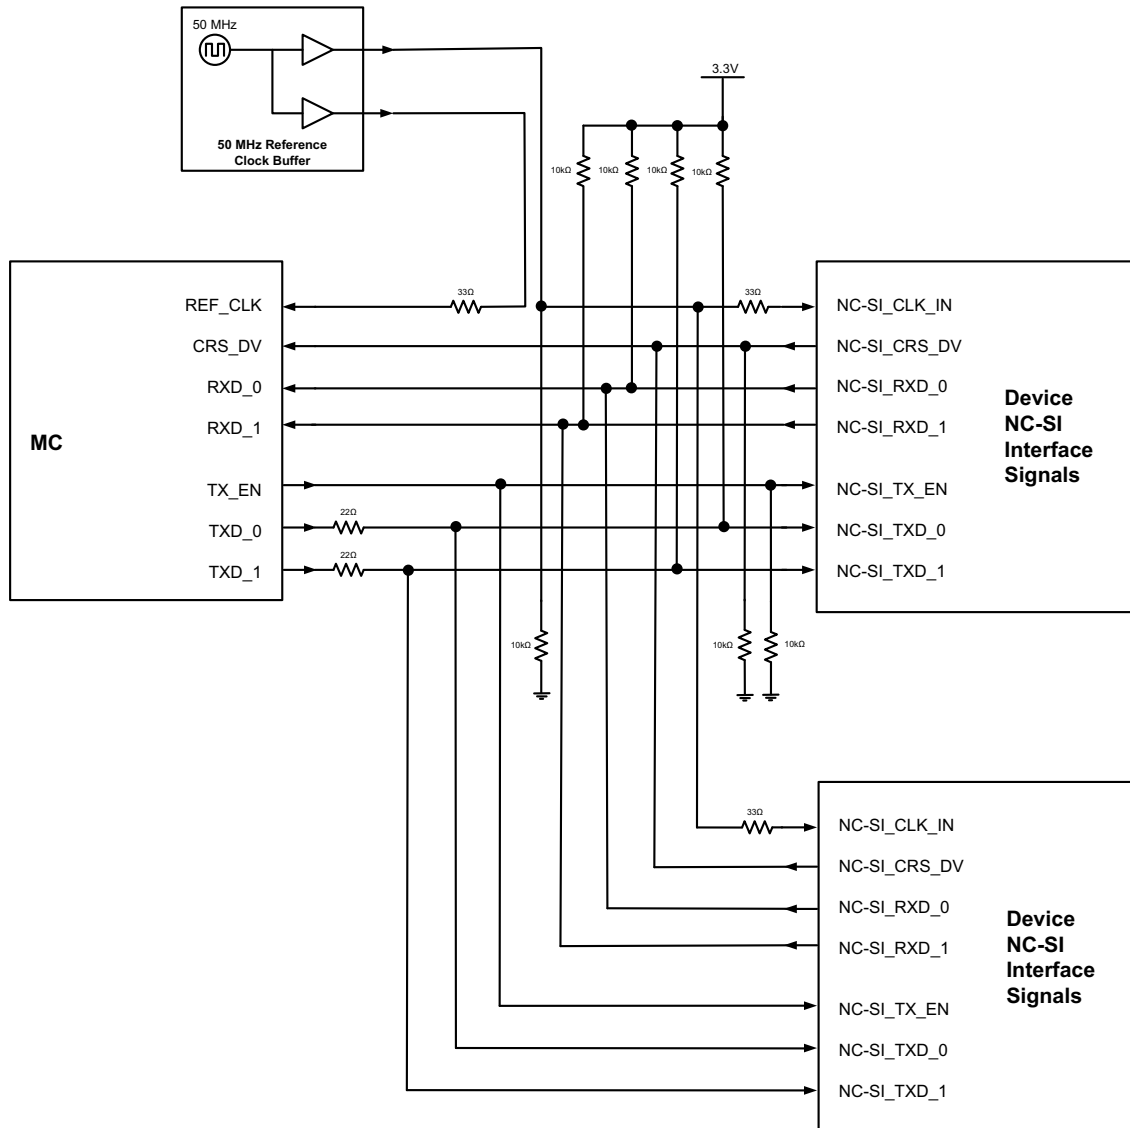 50 MHz
50 MHz Reference
Clock Buffer
3.3V
10kΩ
10kΩ
10kΩ
10kΩ
MC
REF_CLK
CRS_DV
RXD_0
RXD_1
TX_EN
TXD_0
TXD_1
33Ω
33Ω
22Ω
22Ω
NC-SI_CLK_IN
NC-SI_CRS_DV
NC-SI_RXD_0
NC-SI_RXD_1
NC-SI_TX_EN
NC-SI_TXD_0
NC-SI_TXD_1
Device
NC-SI
Interface
Signals
10kΩ
10kΩ
10kΩ
33Ω
NC-SI_CLK_IN
NC-SI_CRS_DV
NC-SI_RXD_0
NC-SI_RXD_1
NC-SI_TX_EN
NC-SI_TXD_0
NC-SI_TXD_1
Device
NC-SI
Interface
Signals